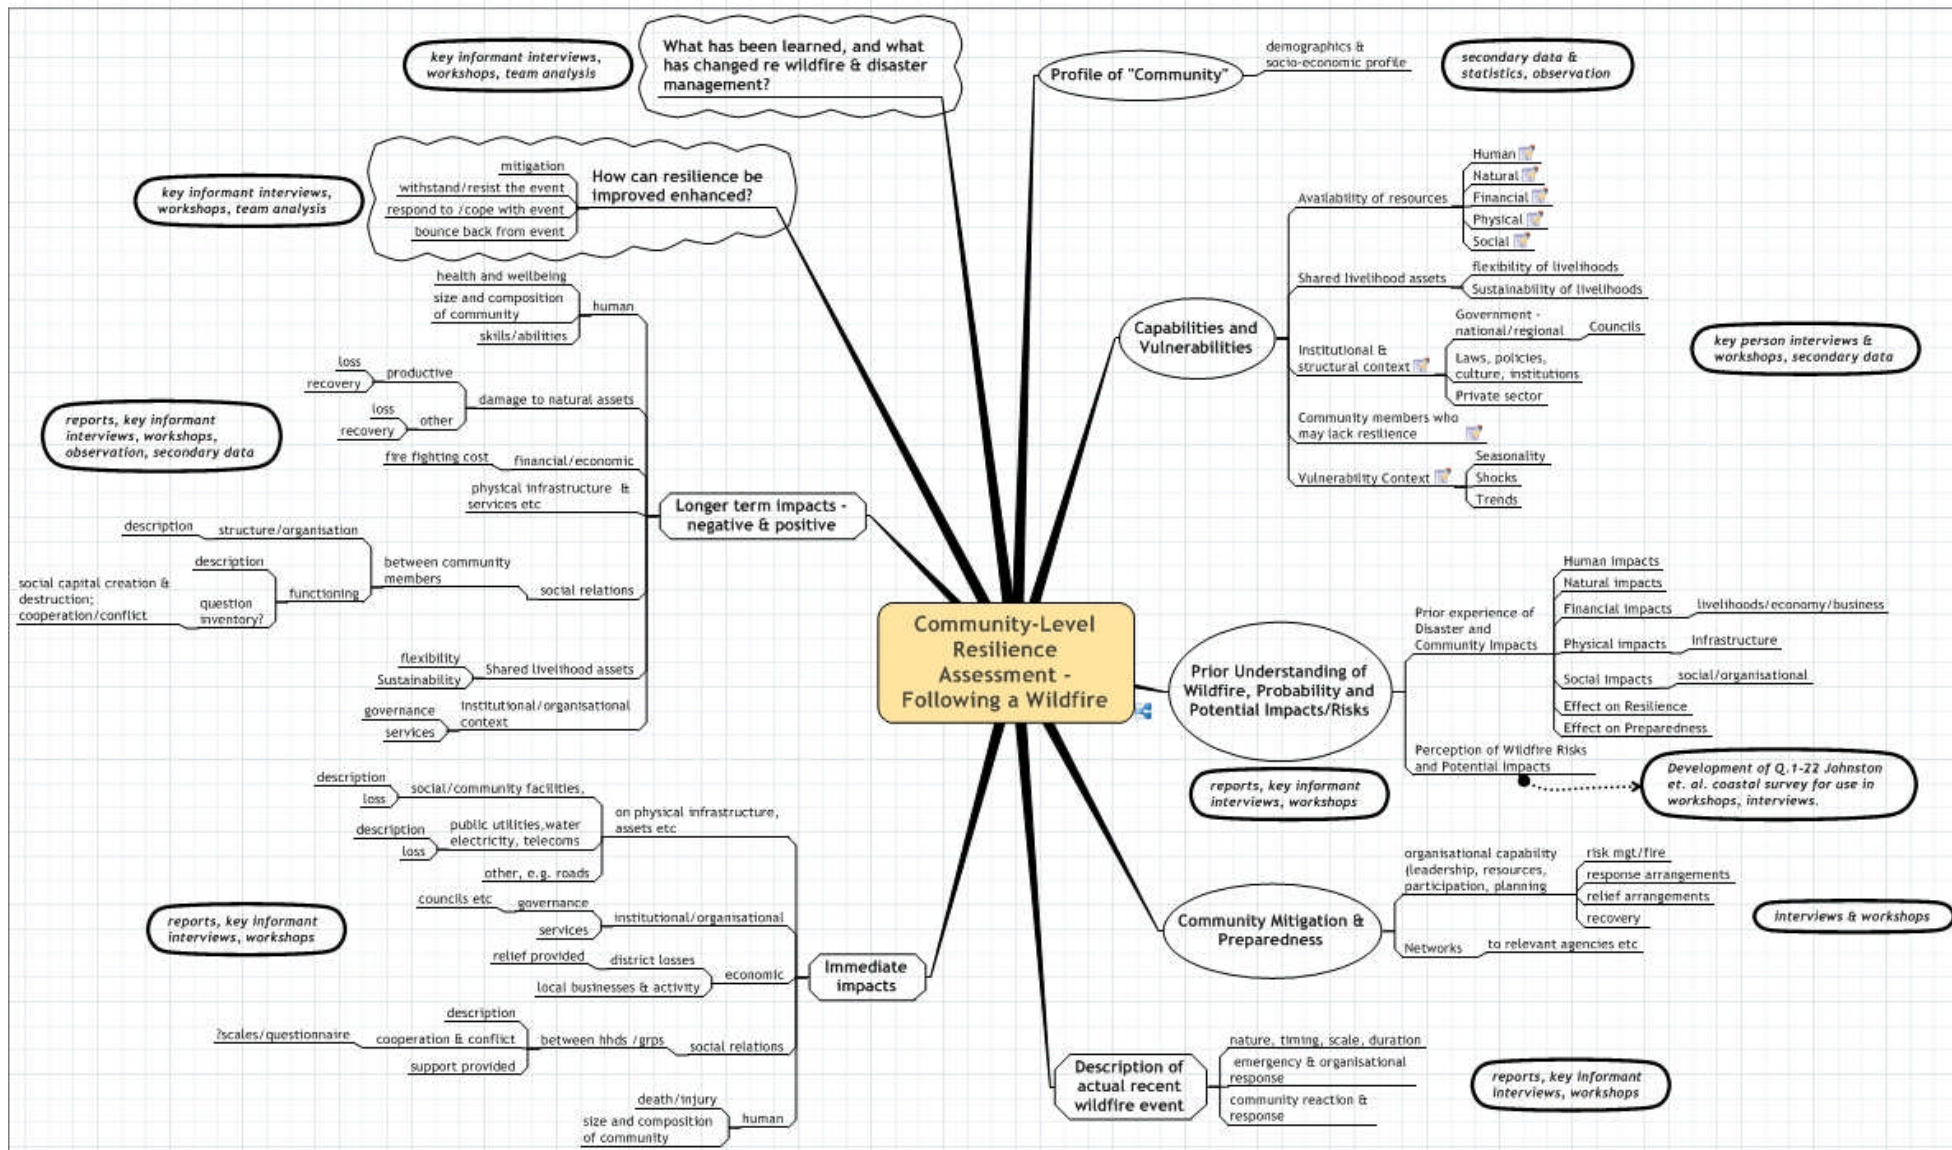 What has been learned, and what
has changed re wildfire & disaster
management?
key informant interviews,
workshops, team analysis
How can resilience be
improved enhanced?
mitigation
withstand/resist the event
respond to /cope with event
bounce back from event
key informant interviews,
workshops, team analysis
Longer term impacts -
negative & positive
human
health and wellbeing
size and composition
of community
skills/abilities
damage to natural assets
productive
loss
recovery
other
loss
recovery
financial/economic
fire fighting cost
physical infrastructure &
services etc
social relations
between community
members
structure/organisation
description
functioning
description
question
inventory?
social capital creation &
destruction;
cooperation/conflict
Shared livelihood assets
flexibility
Sustainability
institutional/organisational
context
governance
services
reports, key informant
interviews, workshops,
observation, secondary data
Immediate
impacts
on physical infrastructure,
assets etc
social/community facilities,
description
loss
public utilities,water
electricity, telecoms
description
loss
other, e.g. roads
institutional/organisational
governance
councils etc
services
economic
district losses
relief provided
local businesses & activity
social relations
between hhds /grps
description
cooperation & conflict
?scales/questionnaire
support provided
human
death/injury
size and composition
of community
reports, key informant
interviews, workshops
Community-Level
Resilience
Assessment -
Following a Wildfire
Profile of "Community"
demographics &
socio-economic profile
secondary data &
statistics, observation
Capabilities and
Vulnerabilities
Availability of resources
Human
Natural
Financial
Physical
Social
Shared livelihood assets
flexibility of livelihoods
Sustainability of livelihoods
Institutional &
structural context
Government -
national/regional
Councils
Laws, policies,
culture, institutions
Private sector
Community members who
may lack resilience
Vulnerability Context
Seasonality
Shocks
Trends
key person interviews &
workshops, secondary data
Prior Understanding of
Wildfire, Probability and
Potential Impacts/Risks
Prior experience of
Disaster and
Community Impacts
Human impacts
Natural impacts
Financial impacts
livelihoods/economy/business
Physical impacts
Infrastructure
Social impacts
social/organisational
Effect on Resilience
Effect on Preparedness
Perception of Wildfire Risks
and Potential Impacts
Development of Q.1-22 Johnston
et. al. coastal survey for use in
workshops, interviews.
reports, key informant
interviews, workshops
Community Mitigation &
Preparedness
organisational capability
(leadership, resources,
participation, planning
risk mgt/fire
response arrangements
relief arrangements
recovery
Networks
to relevant agencies etc
interviews & workshops
Description of
actual recent
wildfire event
nature, timing, scale, duration
emergency & organisational
response
community reaction &
response
reports, key informant
interviews, workshops